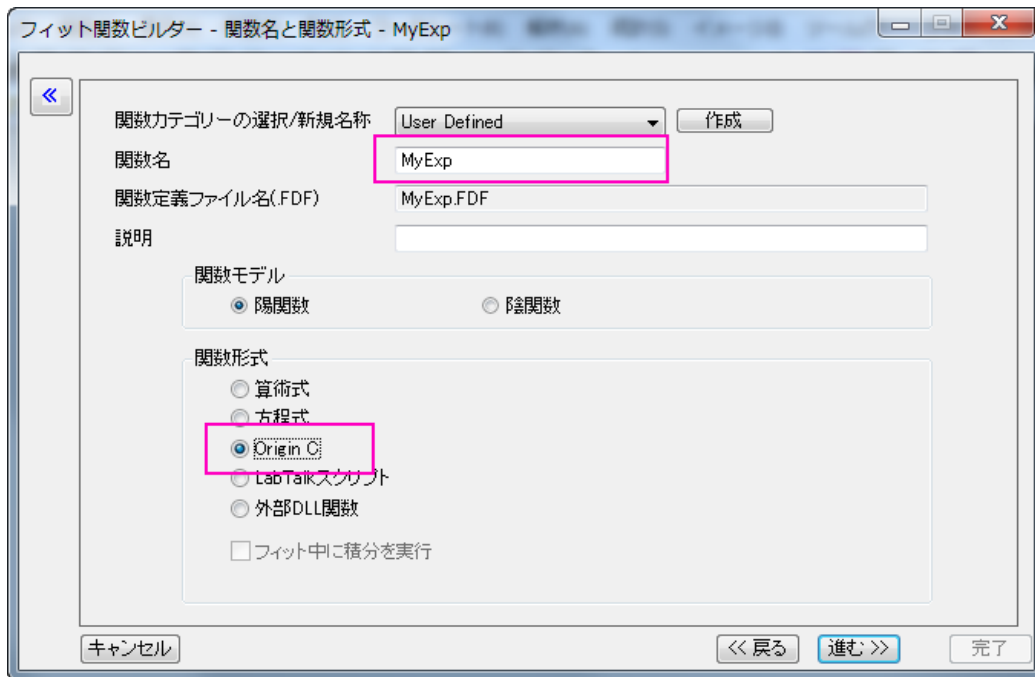 フィット関数ビルダー - 関数名と関数形式 - MyExp
関数カテゴリーの選択/新規名称 User Defined 作成
関数名 MyExp
関数定義ファイル名(.FDF) MyExp.FDF
説明
関数モデル
陽関数 陰関数
関数形式
算術式
方程式
Origin C
LabTalkスクリプト
外部DLL関数
フィット中に積分を実行
キャンセル << 戻る 進む >> 完了